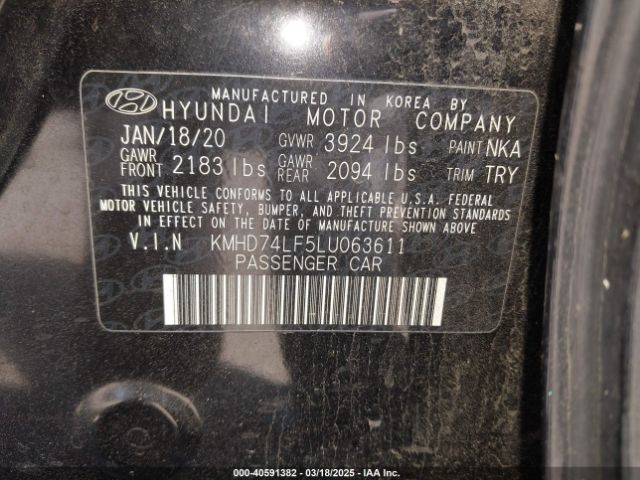 MANUFACTURED IN KOREA BY
HYUNDAI MOTOR COMPANY
JAN/18/20 GVWR 3924 lbs PAINT NKA
GAWR FRONT 2183 lbs GAWR REAR 2094 lbs TRIM TRY
THIS VEHICLE CONFORMS TO ALL APPLICABLE U.S.A. FEDERAL
MOTOR VEHICLE SAFETY, BUMPER, AND THEFT PREVENTION STANDARDS
IN EFFECT ON THE DATE OF MANUFACTURE SHOWN ABOVE
V.I.N KMHD74LF5LU063611
PASSENGER CAR
000-40591382 - 03/18/2025 - IAA Inc.